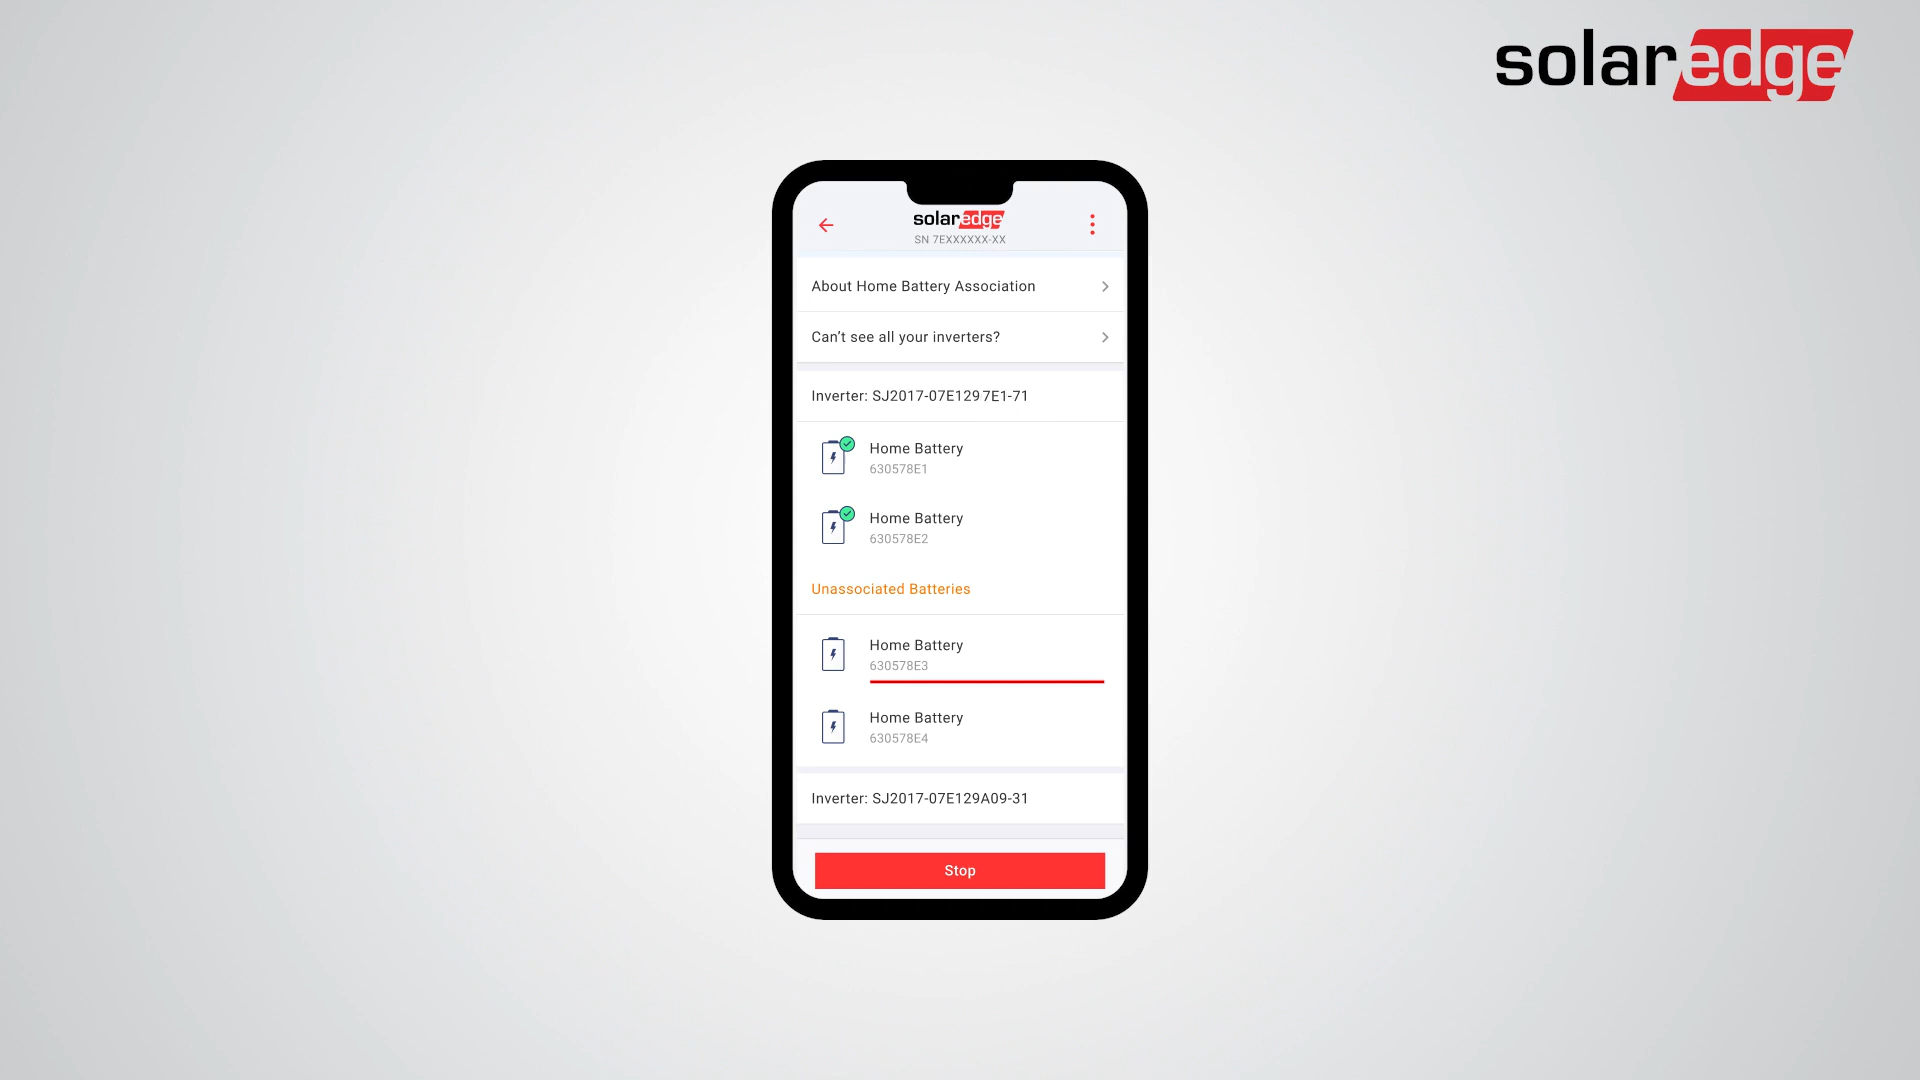 solaredge
solaredge
SN 7EXXXXXX-XX
About Home Battery Association
Can't see all your inverters?
Inverter: SJ2017-07E1297E1-71
Home Battery
630578E1
Home Battery
630578E2
Unassociated Batteries
Home Battery
630578E3
Home Battery
630578E4
Inverter: SJ2017-07E129A09-31
Stop